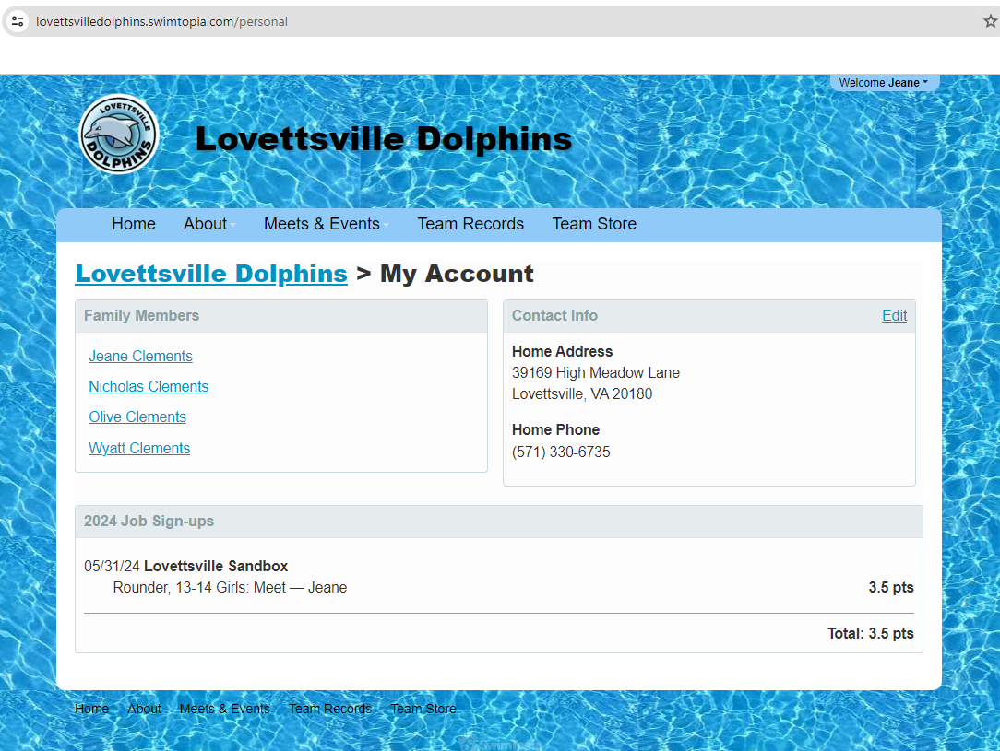 lovettsvilledolphins.swimtopia.com/personal
Welcome Jeane
LOVETTSVILLE
DOLPHINS
Lovettsville Dolphins
Home About Meets & Events Team Records Team Store
Lovettsville Dolphins > My Account
Family Members
Jeane Clements
Nicholas Clements
Olive Clements
Wyatt Clements
Contact Info Edit
Home Address
39169 High Meadow Lane
Lovettsville, VA 20180
Home Phone
(571) 330-6735
2024 Job Sign-ups
05/31/24 Lovettsville Sandbox
Rounder, 13-14 Girls: Meet — Jeane 3.5 pts
Total: 3.5 pts
Home About Meets & Events Team Records Team Store